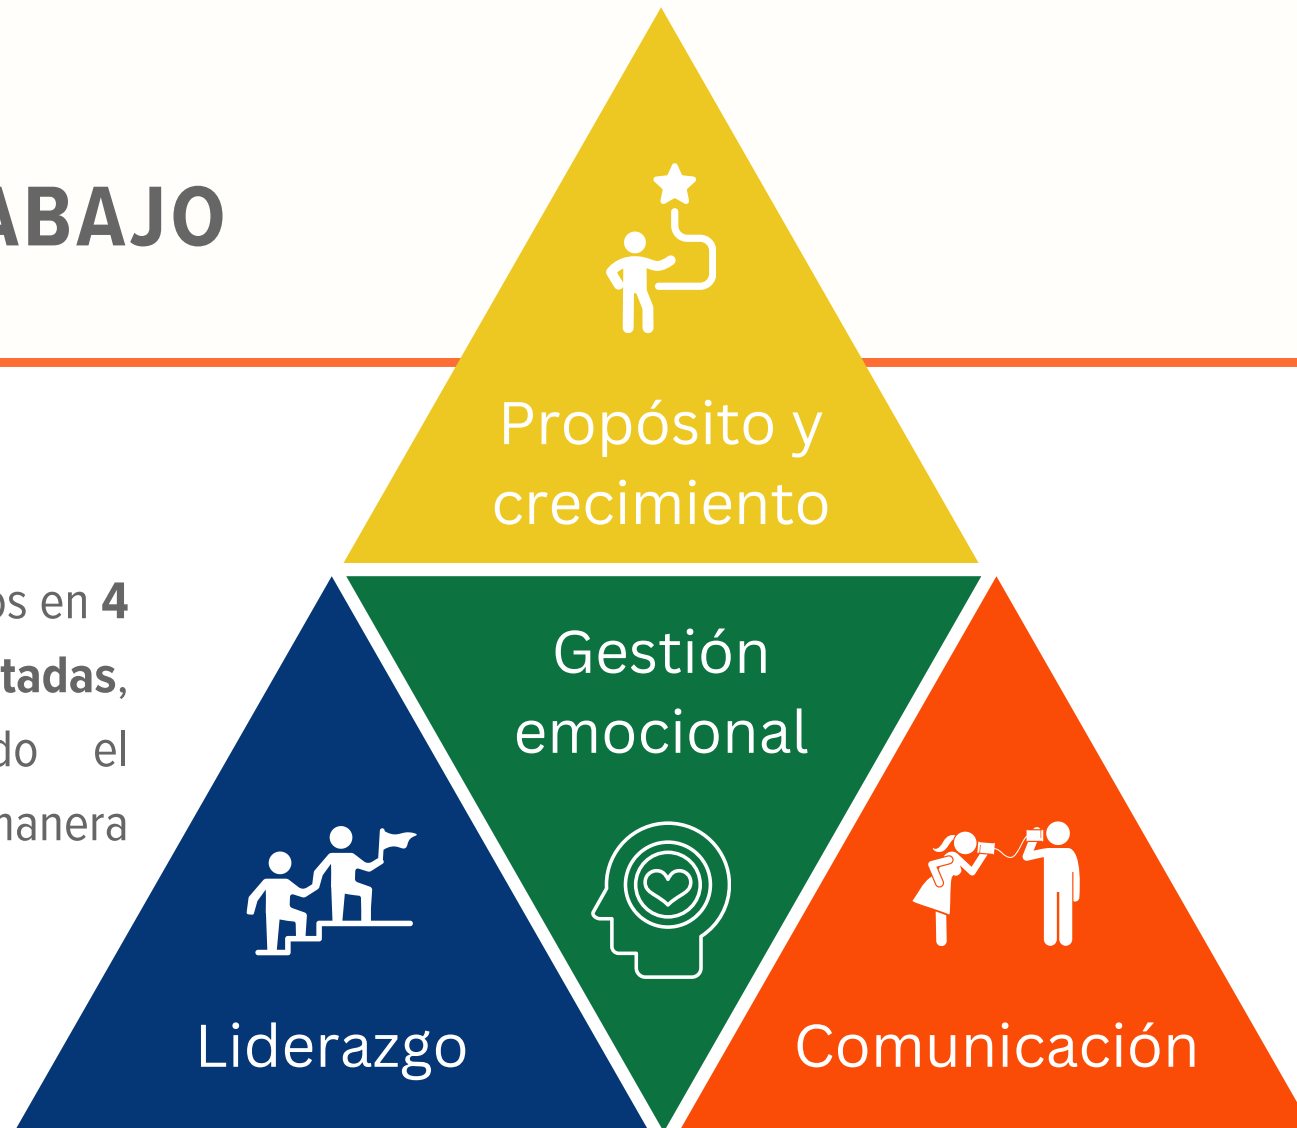 ABAJO
Propósito y
crecimiento
os en 4
tadas,
do el
manera
Gestión
emocional
Liderazgo
Comunicación